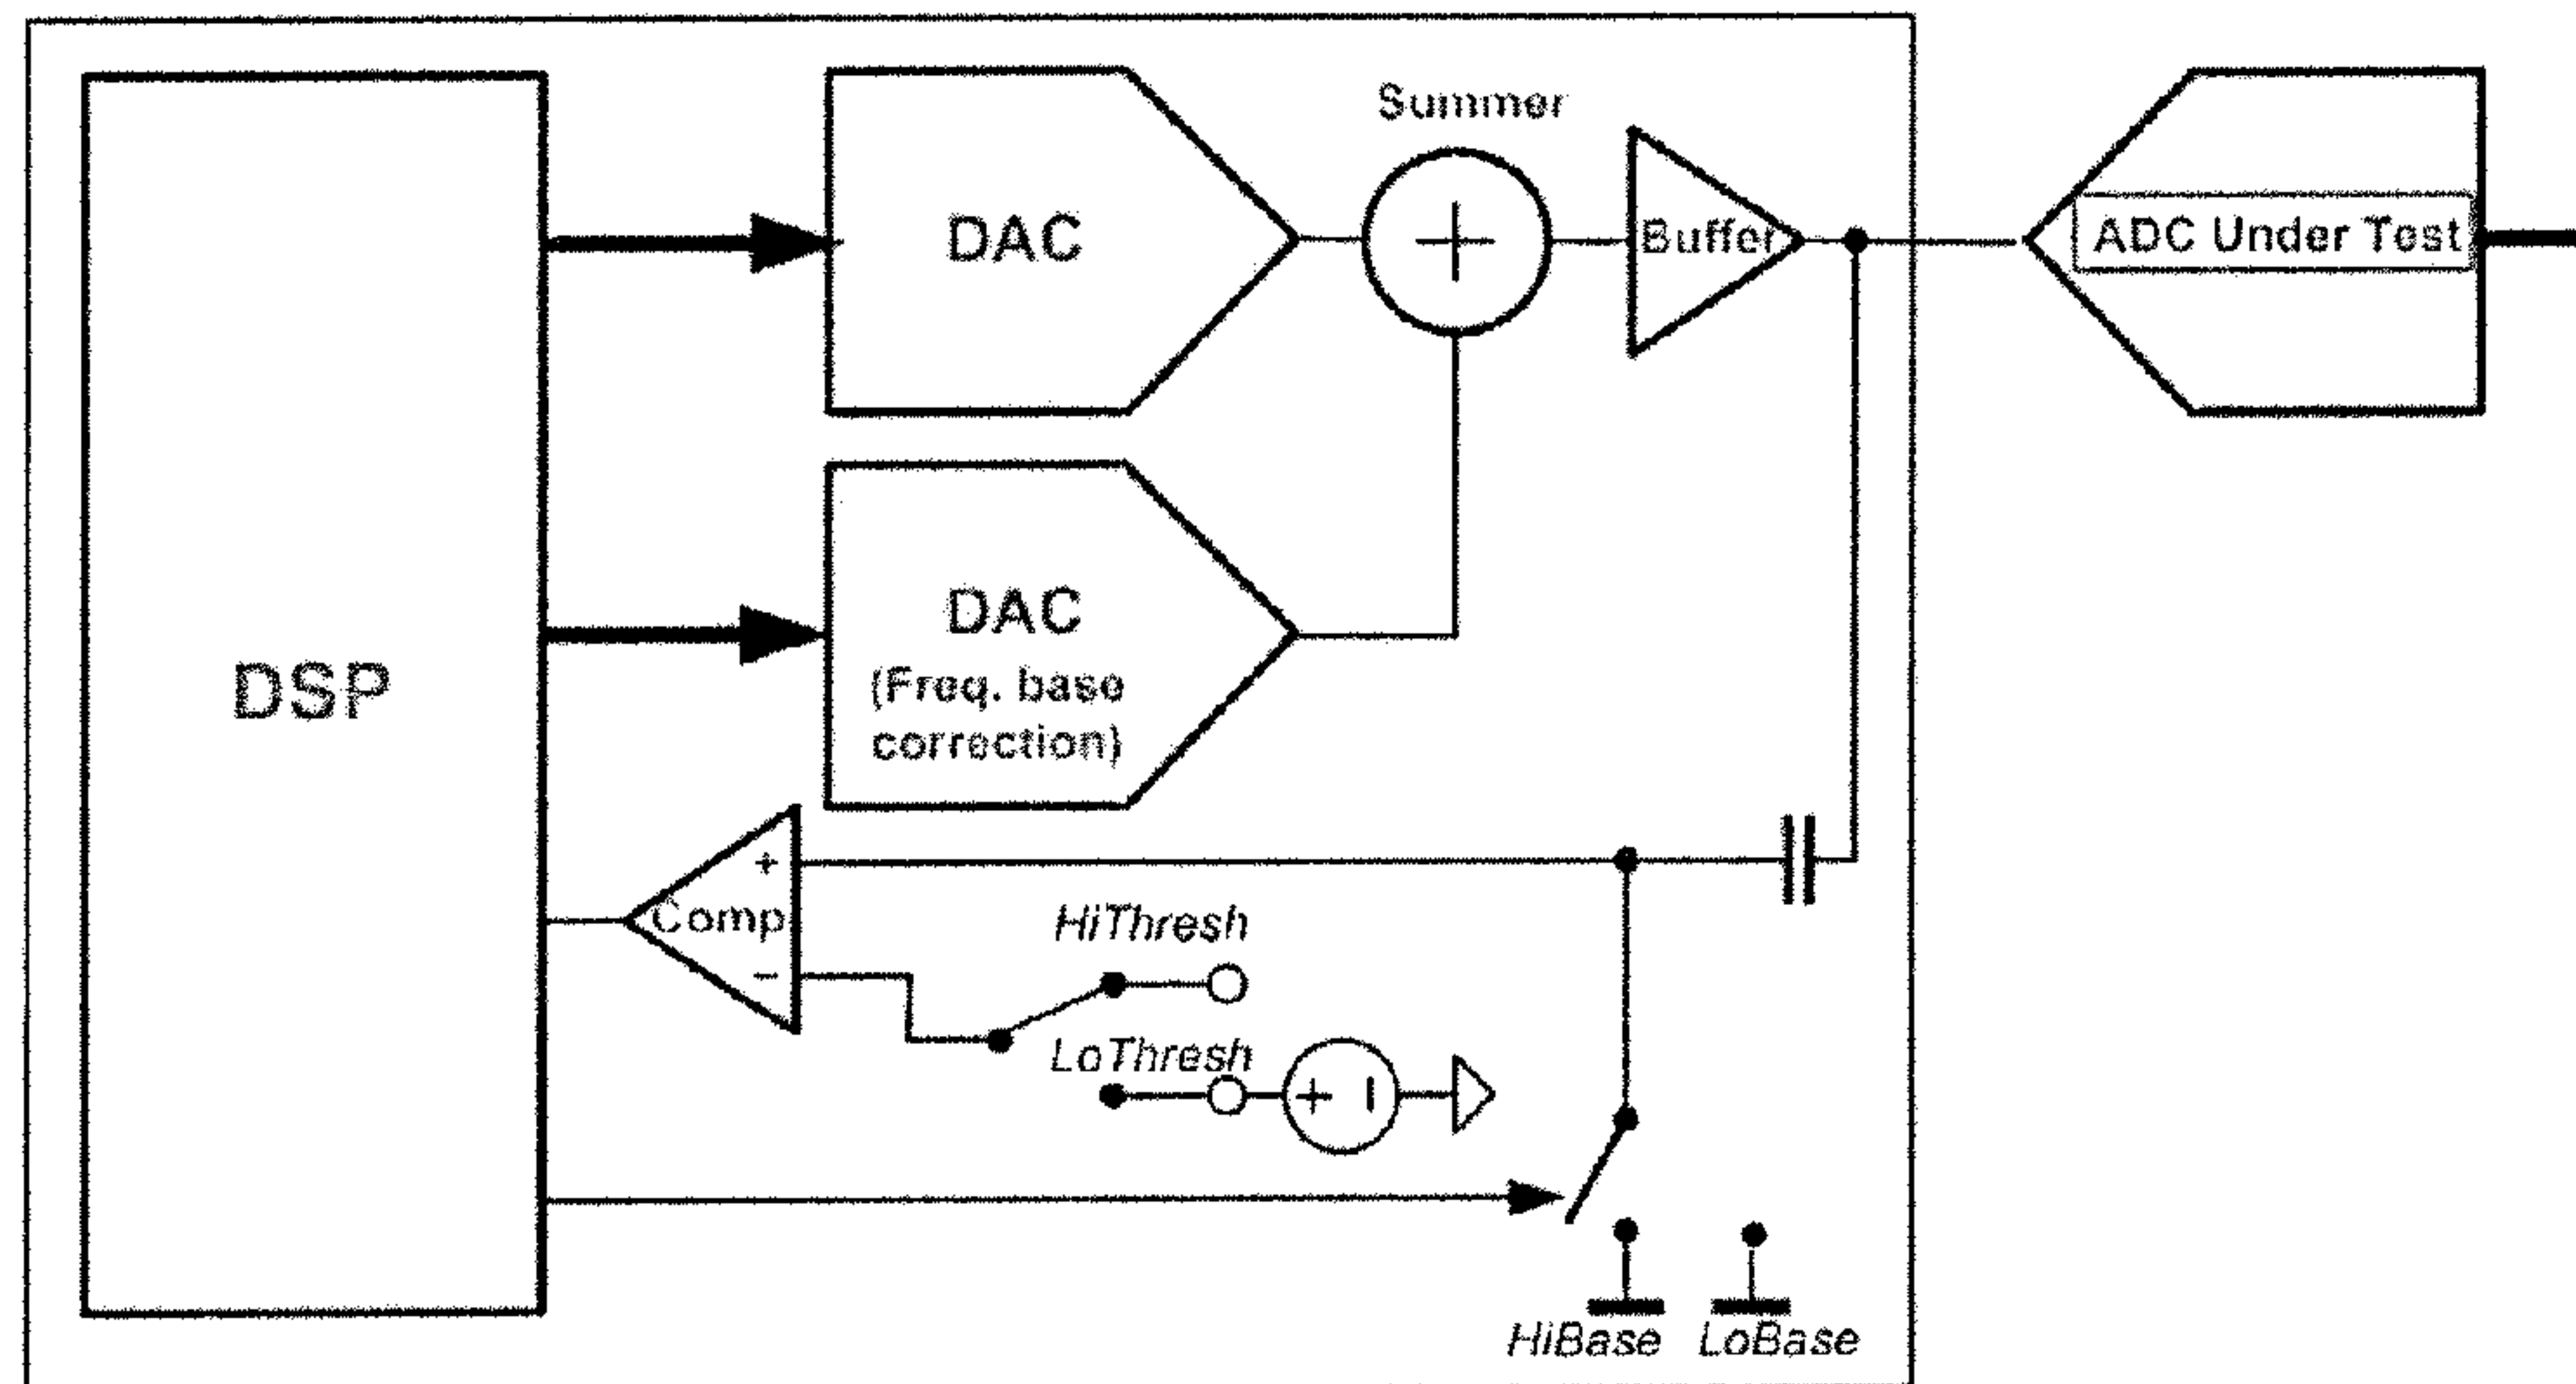 Summer
DAC
Buffer
ADC Under Test
DSP
DAC
(Freq. base
correction)
+
Comp
−
HiThresh
LoThresh
+ −
HiBase LoBase